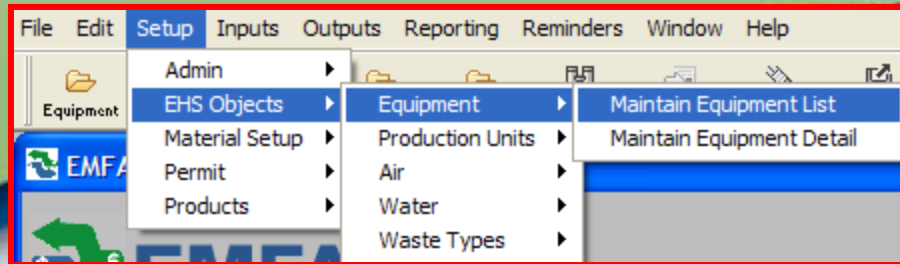 File Edit Setup Inputs Outputs Reporting Reminders Window Help
Admin
Equipment EHS Objects Equipment Maintain Equipment List
Material Setup Production Units Maintain Equipment Detail
EMFA Permit Air
Products Water
Waste Types
EMFA